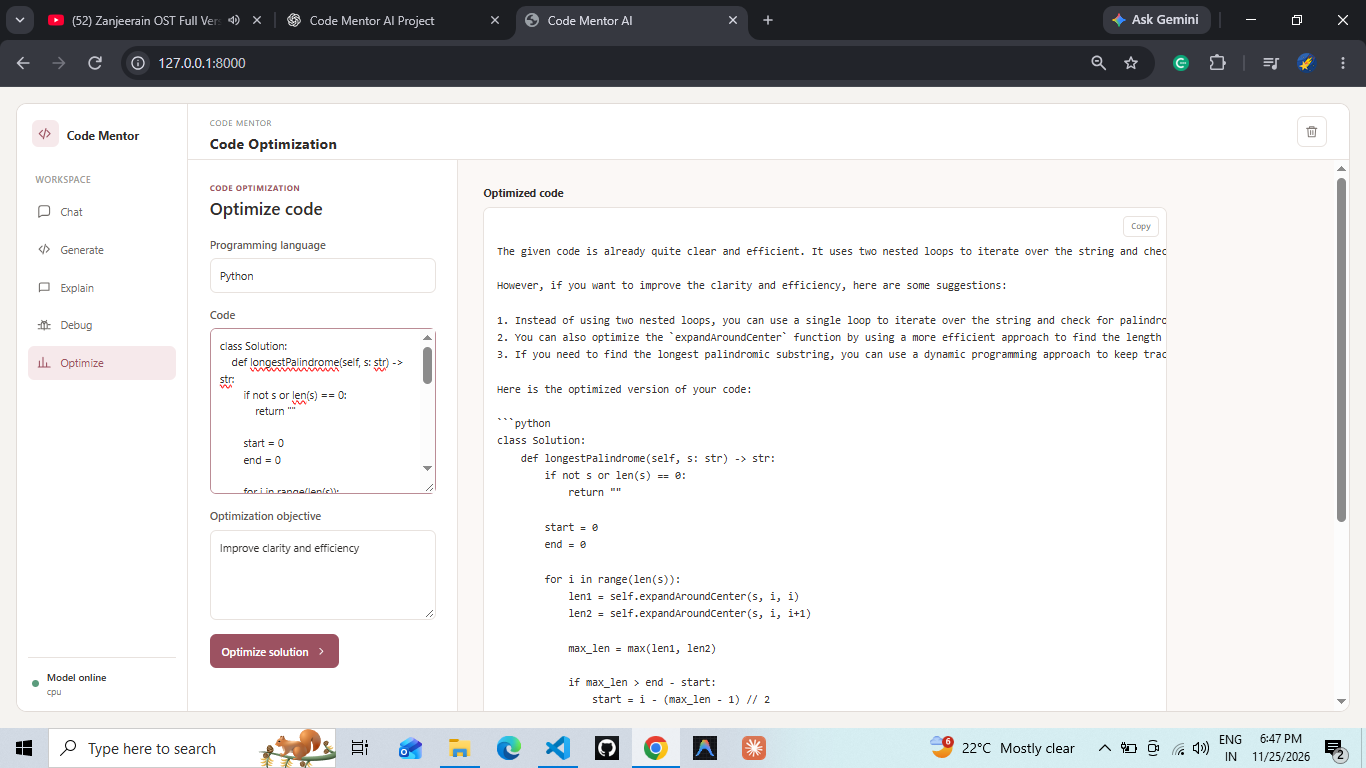 (52) Zanjeerain OST Full Ver
Code Mentor AI Project
Code Mentor AI
Ask Gemini
127.0.0.1:8000
Code Mentor
WORKSPACE
Chat
Generate
Explain
Debug
Optimize
Model online
cpu
CODE MENTOR
Code Optimization
CODE OPTIMIZATION
Optimize code
Programming language
Python
Code
class Solution:
    def longestPalindrome(self, s: str) ->
str:
        if not s or len(s) == 0:
            return ""
        start = 0
        end = 0
        for i in range(len(s)):
Optimization objective
Improve clarity and efficiency
Optimize solution
Optimized code
Copy
The given code is already quite clear and efficient. It uses two nested loops to iterate over the string and chec
However, if you want to improve the clarity and efficiency, here are some suggestions:
1. Instead of using two nested loops, you can use a single loop to iterate over the string and check for palindro
2. You can also optimize the `expandAroundCenter` function by using a more efficient approach to find the length
3. If you need to find the longest palindromic substring, you can use a dynamic programming approach to keep trac
Here is the optimized version of your code:
```python
class Solution:
    def longestPalindrome(self, s: str) -> str:
        if not s or len(s) == 0:
            return ""
        start = 0
        end = 0
        for i in range(len(s)):
            len1 = self.expandAroundCenter(s, i, i)
            len2 = self.expandAroundCenter(s, i, i+1)
            max_len = max(len1, len2)
            if max_len > end - start:
                start = i - (max_len - 1) // 2
Type here to search
6
22°C Mostly clear
ENG
IN
6:47 PM
11/25/2026
2